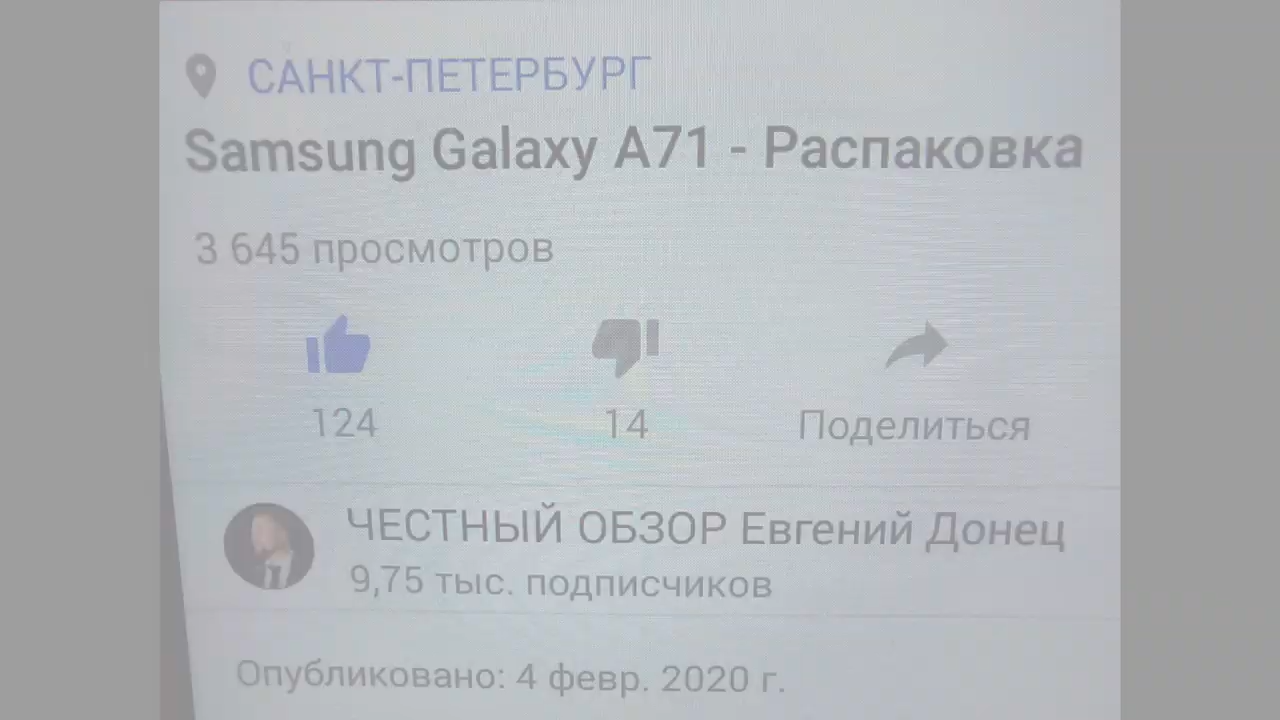 САНКТ-ПЕТЕРБУРГ
Samsung Galaxy A71 - Распаковка
3 645 просмотров
124
14
Поделиться
ЧЕСТНЫЙ ОБЗОР Евгений Донец
9,75 тыс. подписчиков
Опубликовано: 4 февр. 2020 г.